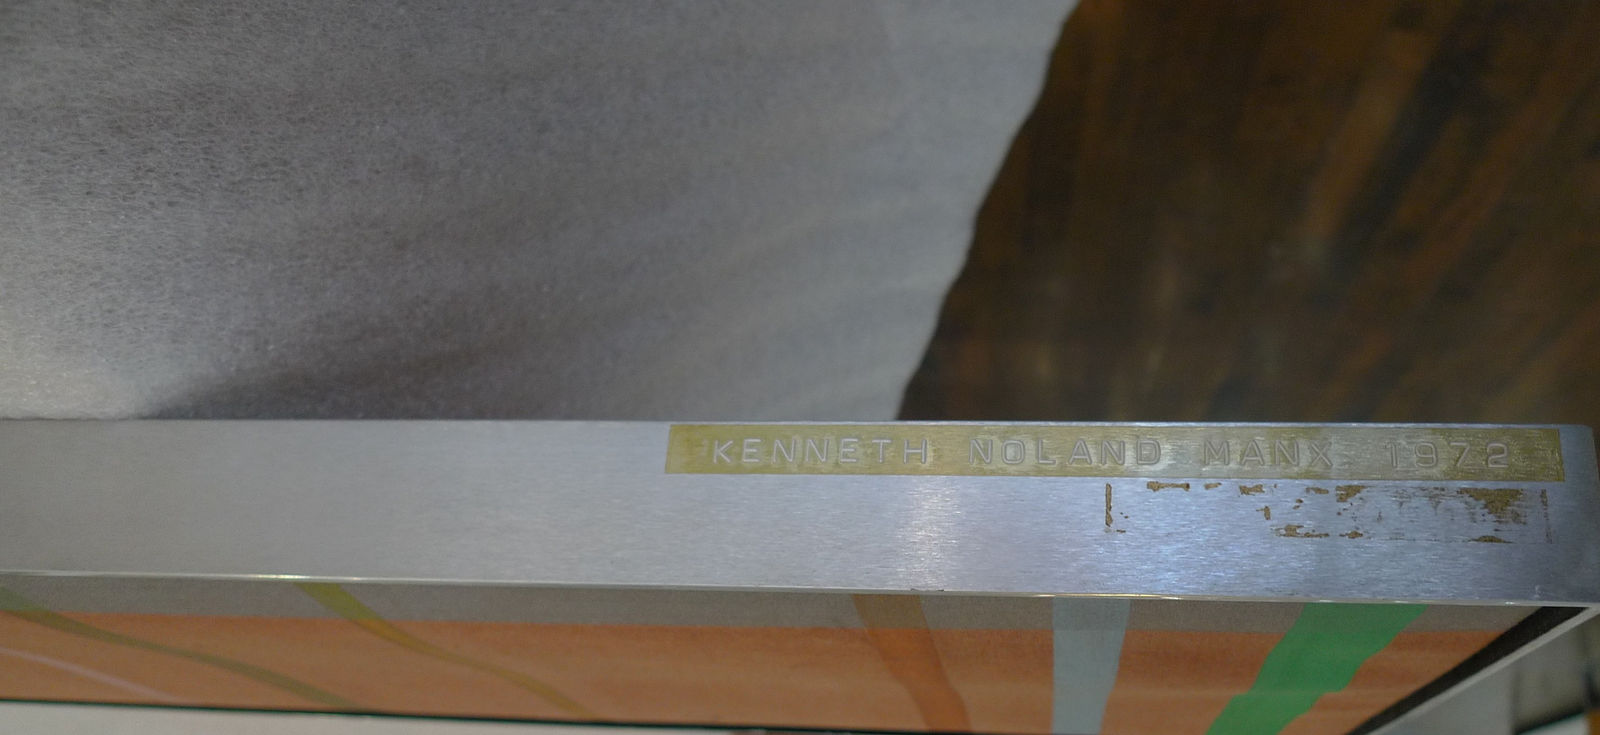 KENNETH NOLAND MANX 1972